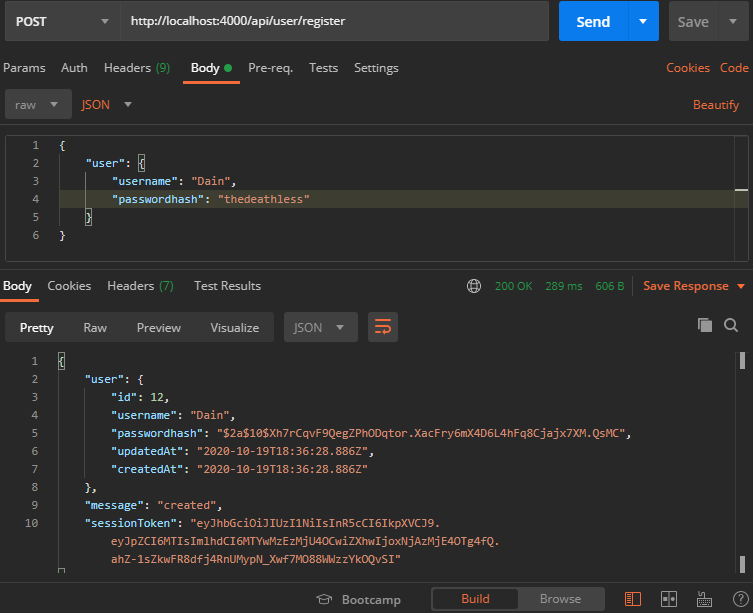 POST http://localhost:4000/api/user/register Send Save
Params Auth Headers (9) Body Pre-req. Tests Settings Cookies Code
raw JSON Beautify
1 {
2 "user": {
3 "username": "Dain",
4 "passwordhash": "thedeathless"
5 }
6 }
Body Cookies Headers (7) Test Results 200 OK 289 ms 606 B Save Response
Pretty Raw Preview Visualize JSON
1 {
2 "user": {
3 "id": 12,
4 "username": "Dain",
5 "passwordhash": "$2a$10$Xh7rCqvF9QegZPhODqtor.XacFry6mX4D6L4hFq8Cjajx7XM.QsMC",
6 "updatedAt": "2020-10-19T18:36:28.886Z",
7 "createdAt": "2020-10-19T18:36:28.886Z"
8 },
9 "message": "created",
10 "sessionToken": "eyJhbGciOiJIUzI1NiIsInR5cCI6IkpXVCJ9.
eyJpZCI6MTIsImlhdCI6MTYwMzEzMjU4OCwiZXhwIjoxNjAzMjE4OTg4fQ.
ahZ-1sZkwFR8dfj4RnUMypN_Xwf7MO88WWzzYkOQvSI"
Bootcamp Build Browse